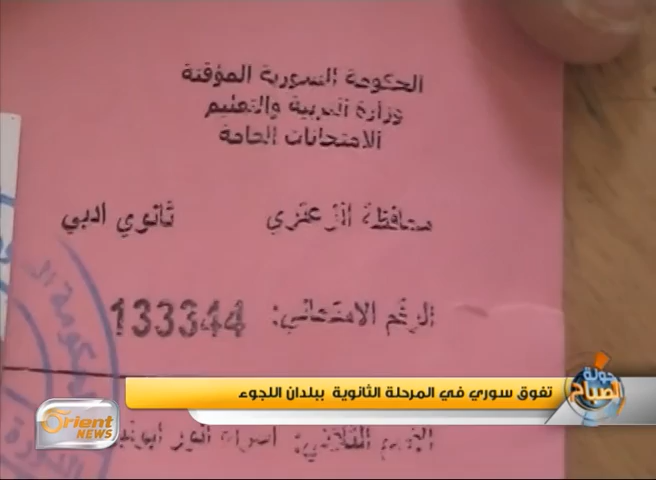 الحكومة السورية المؤقتة
وزارة التربية والتعليم
الامتحانات العامة
محافظة الزعتري
ثانوي ادبي
الرقم الامتحاني: 133344
تفوق سوري في المرحلة الثانوية ببلدان اللجوء
جولة الصباح
Orient NEWS